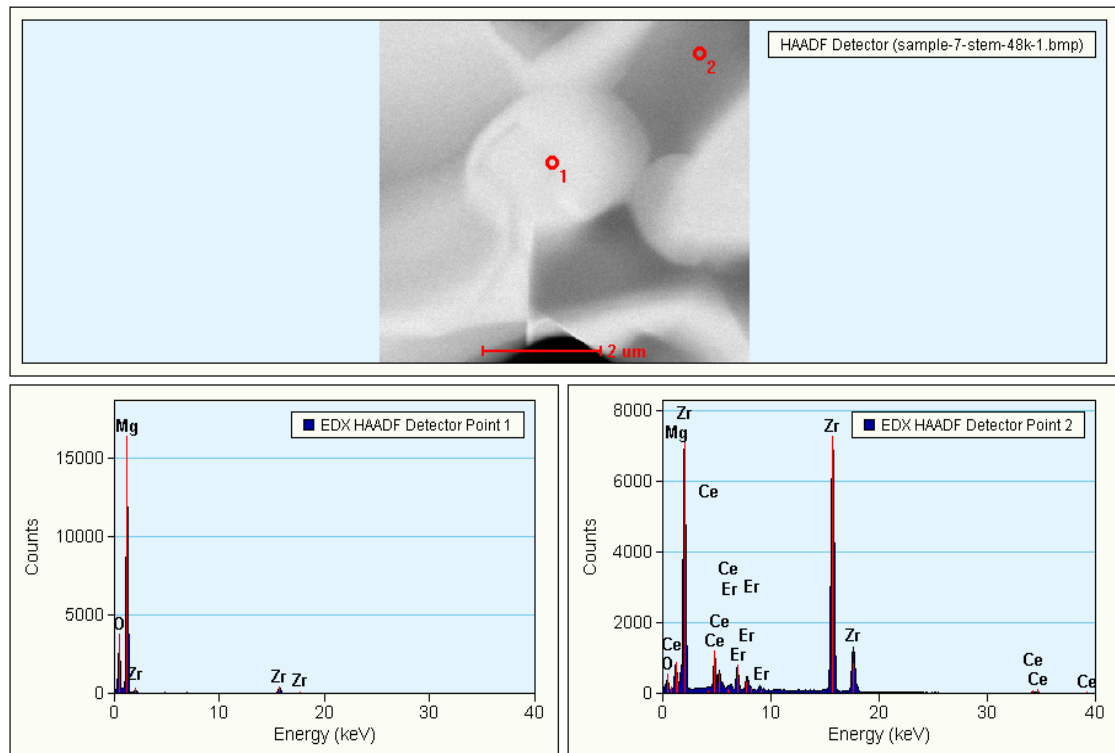 HAADF Detector (sample-7-stem-48k-1.bmp)
2
1
2 um
EDX HAADF Detector Point 1
Mg
15000
10000
5000
O
Zr
Zr
Zr
0
0
10
20
30
40
Counts
Energy (keV)
EDX HAADF Detector Point 2
8000
Zr
Mg
Zr
6000
Ce
4000
Ce
Er
Er
2000
Ce
Ce
Ce
Er
Er
Zr
O
Er
Ce
Ce
Ce
0
0
10
20
30
40
Counts
Energy (keV)